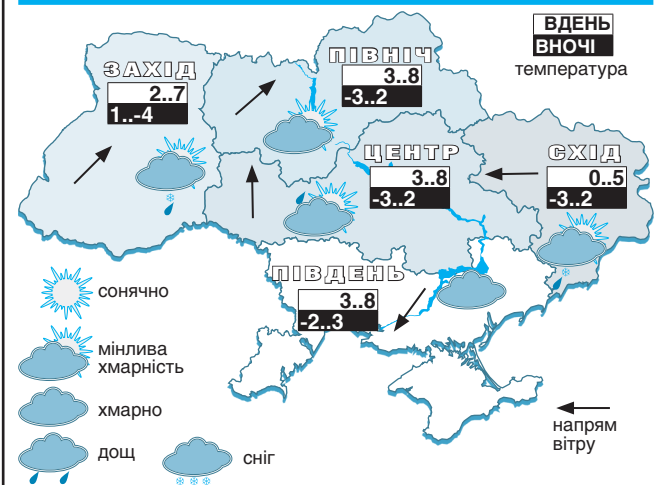 ВДЕНЬ
ВНОЧІ
температура
ЗАХІД
2..7
1..-4
ПІВНІЧ
3..8
-3..2
ЦЕНТР
3..8
-3..2
СХІД
0..5
-3..2
ПІВДЕНЬ
3..8
-2..3
сонячно
мінлива
хмарність
хмарно
дощ
сніг
напрям
вітру